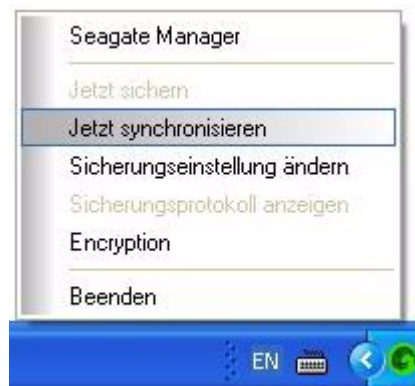 Seagate Manager
Jetzt sichern
Jetzt synchronisieren
Sicherungseinstellung ändern
Sicherungsprotokoll anzeigen
Encryption
Beenden
EN